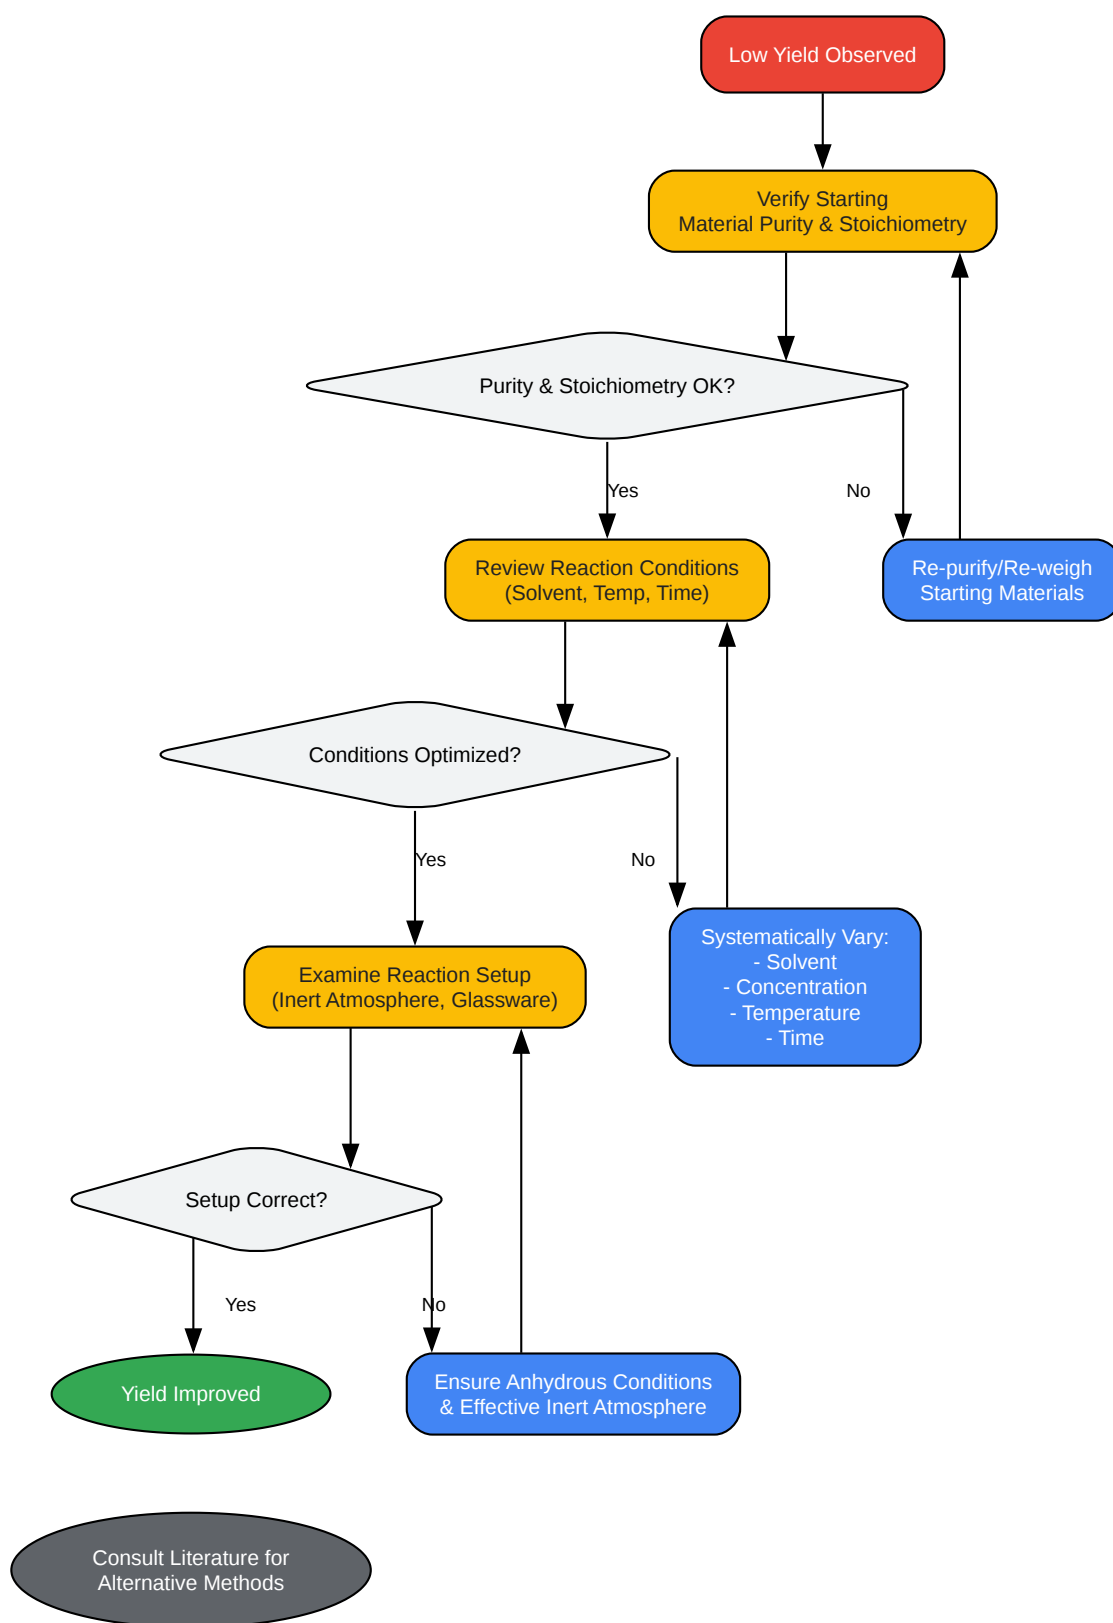 Low Yield Observed
Verify Starting
Material Purity & Stoichiometry
Purity & Stoichiometry OK?
Yes
No
Review Reaction Conditions
(Solvent, Temp, Time)
Re-purify/Re-weigh
Starting Materials
Conditions Optimized?
Yes
No
Examine Reaction Setup
(Inert Atmosphere, Glassware)
Systematically Vary:
- Solvent
- Concentration
- Temperature
- Time
Setup Correct?
Yes
No
Yield Improved
Ensure Anhydrous Conditions
& Effective Inert Atmosphere
Consult Literature for
Alternative Methods